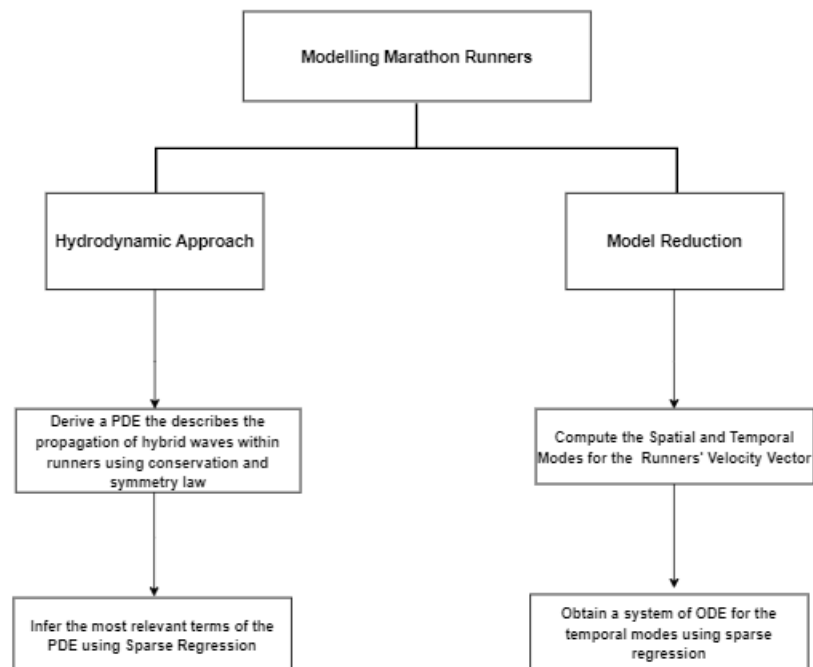 Modelling Marathon Runners
Hydrodynamic Approach
Model Reduction
Derive a PDE the describes the
propagation of hybrid waves within
runners using conservation and
symmetry law
Compute the Spatial and Temporal
Modes for the Runners' Velocity Vector
Infer the most relevant terms of the
PDE using Sparse Regression
Obtain a system of ODE for the
temporal modes using sparse
regression